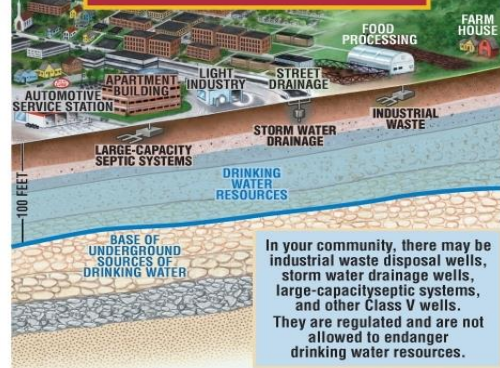 FOOD
PROCESSING
FARM
HOUSE
AUTOMOTIVE
SERVICE STATION
APARTMENT
BUILDING
LIGHT
INDUSTRY
STREET
DRAINAGE
LARGE-CAPACITY
SEPTIC SYSTEMS
STORM WATER
DRAINAGE
INDUSTRIAL
WASTE
100 FEET
DRINKING
WATER
RESOURCES
BASE OF
UNDERGROUND
SOURCES OF
DRINKING WATER
In your community, there may be
industrial waste disposal wells,
storm water drainage wells,
large-capacityseptic systems,
and other Class V wells.
They are regulated and are not
allowed to endanger
drinking water resources.